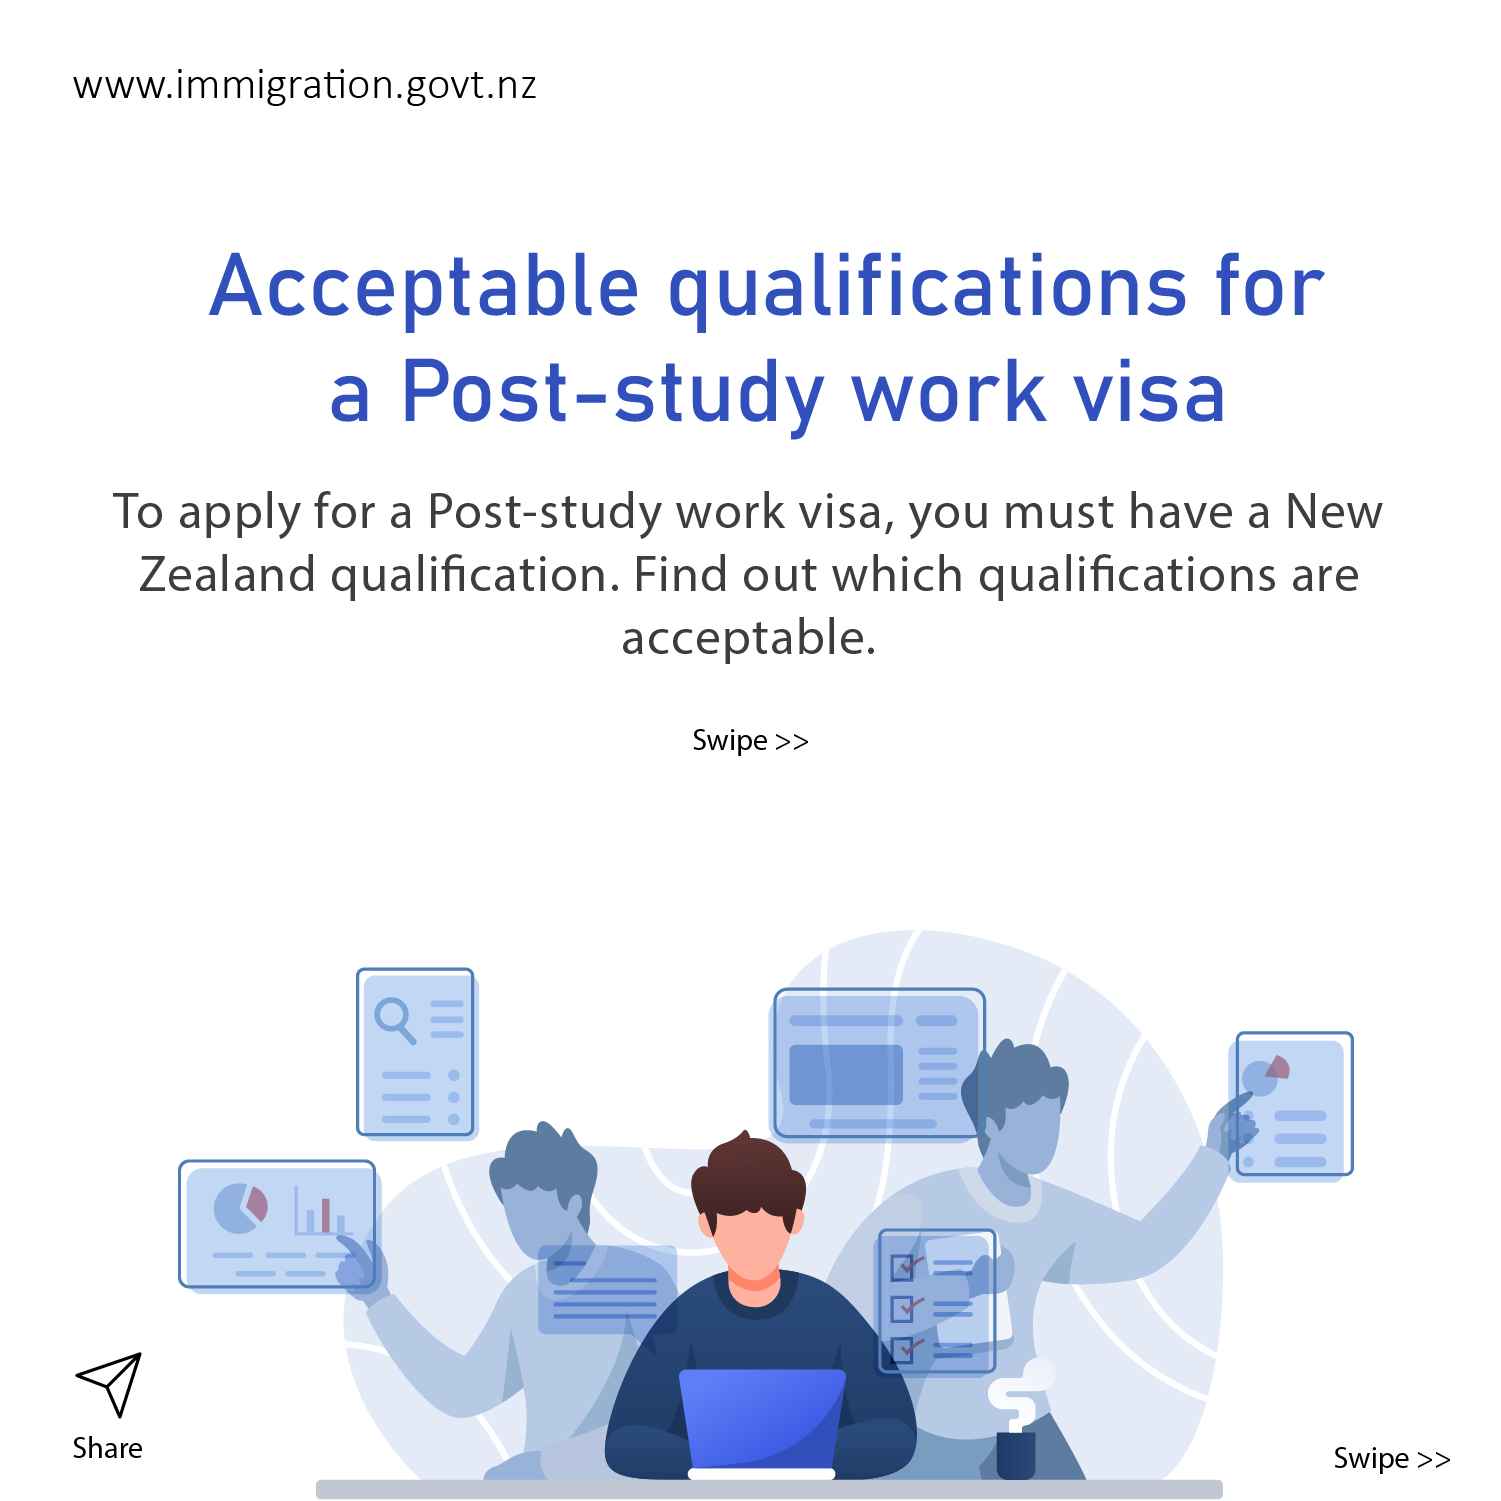 www.immigration.govt.nz
Acceptable qualifications for
a Post-study work visa
To apply for a Post-study work visa, you must have a New
Zealand qualification. Find out which qualifications are
acceptable.
Swipe >>
Share
Swipe >>